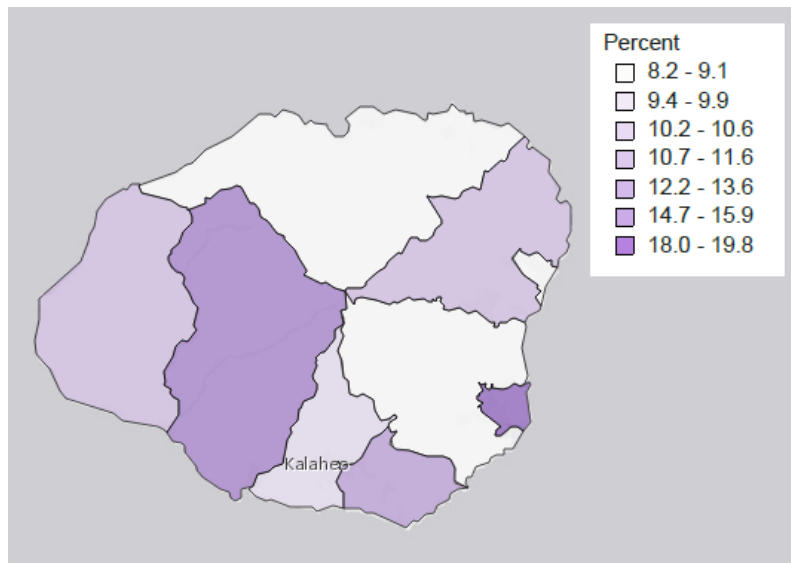 Percent
8.2 - 9.1
9.4 - 9.9
10.2 - 10.6
10.7 - 11.6
12.2 - 13.6
14.7 - 15.9
18.0 - 19.8
Kalaheo